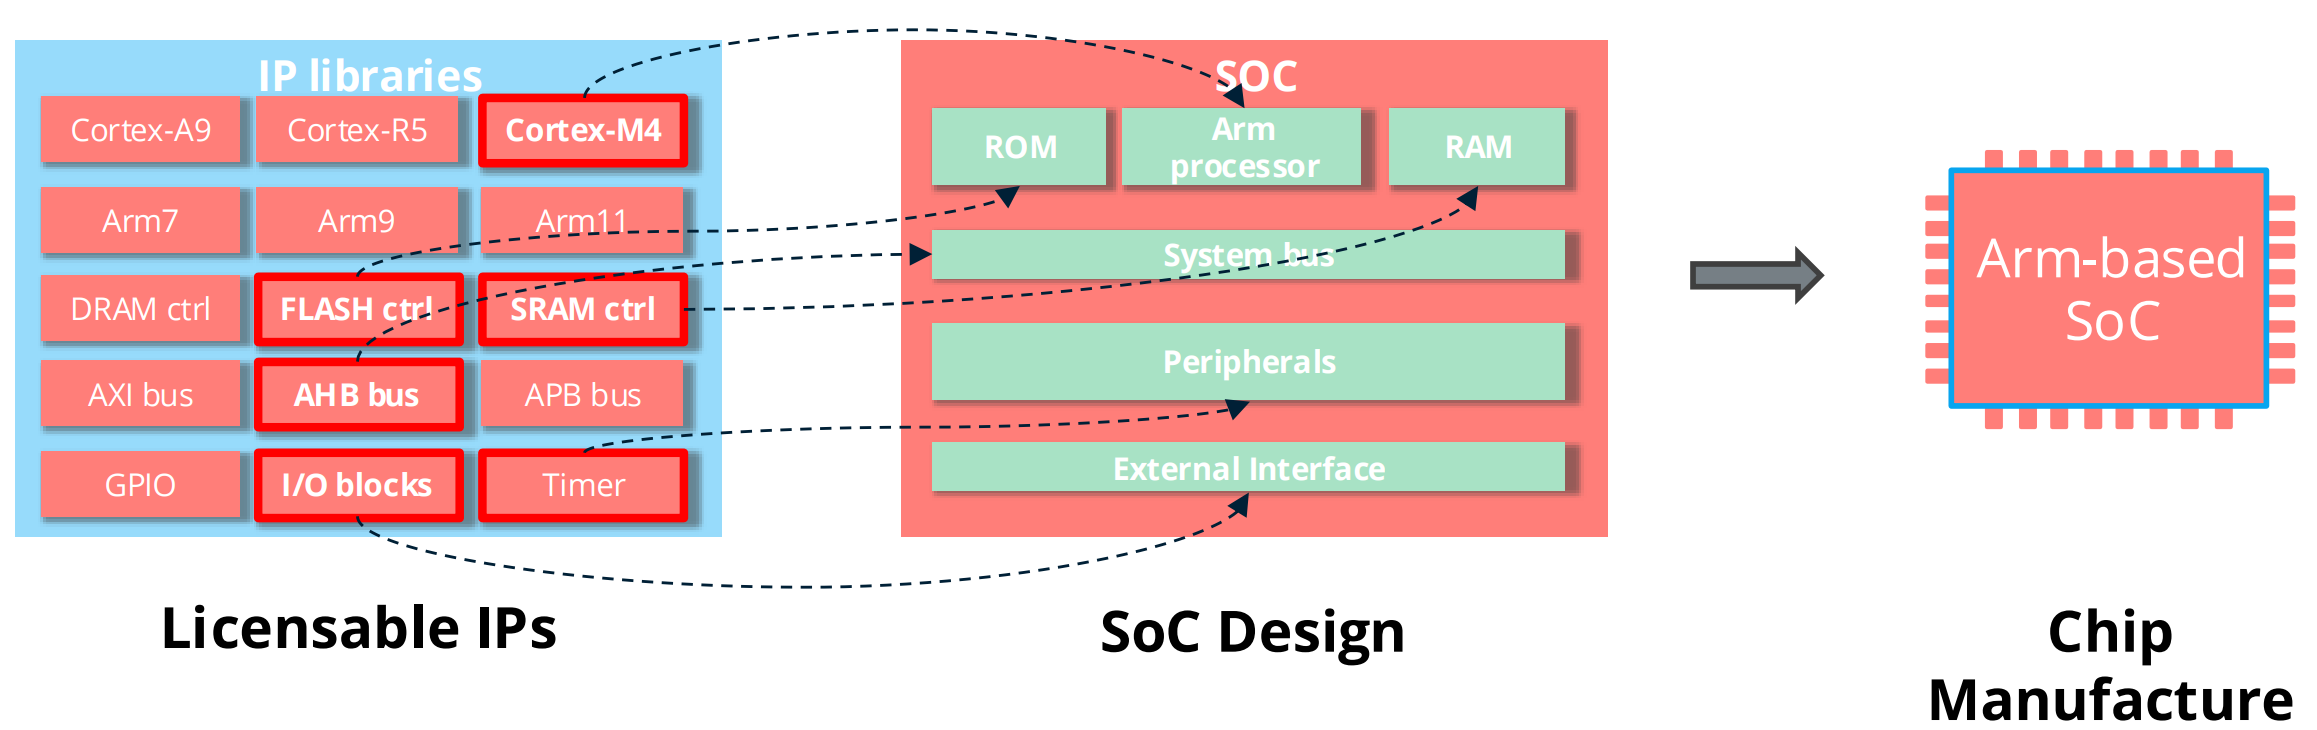 IP libraries
Cortex-A9
Cortex-R5
Cortex-M4
Arm7
Arm9
Arm11
DRAM ctrl
FLASH ctrl
SRAM ctrl
AXI bus
AHB bus
APB bus
GPIO
I/O blocks
Timer
Licensable IPs
SOC
ROM
Arm
processor
RAM
System bus
Peripherals
External Interface
SoC Design
Arm-based
SoC
Chip
Manufacture